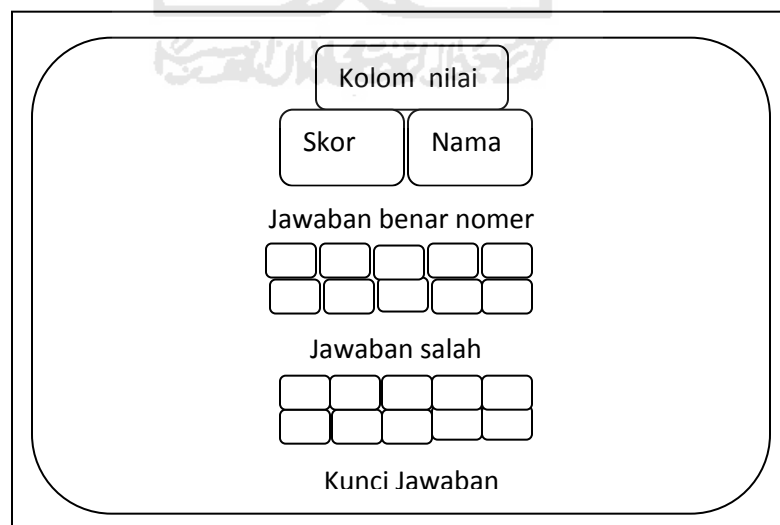 Kolom nilai
Skor Nama
Jawaban benar nomer
Jawaban salah
Kunci Jawaban